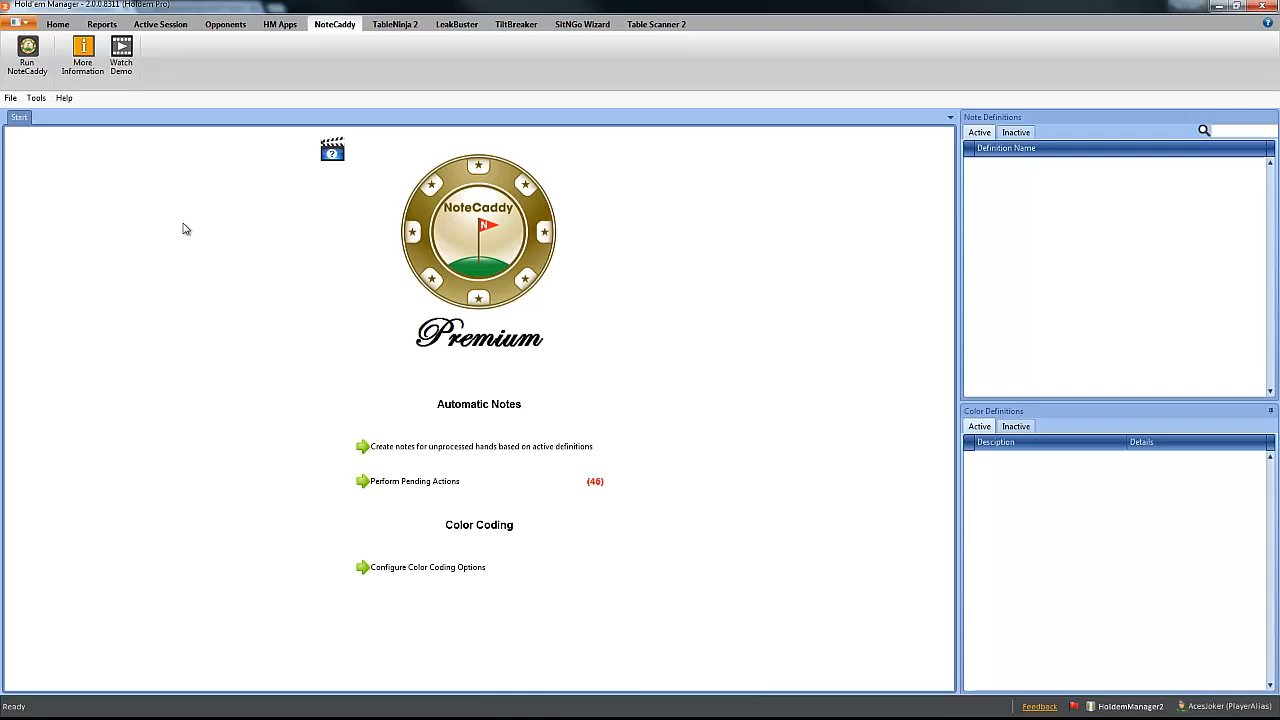 Hold'em Manager - 2.0.0.8311 (Holdem Pro)
Home Reports Active Session Opponents HM Apps NoteCaddy TableNinja 2 LeakBuster TiltBreaker SitNGo Wizard Table Scanner 2
Run NoteCaddy
More Information
Watch Demo
File Tools Help
Start
NoteCaddy
N
Premium
Automatic Notes
Create notes for unprocessed hands based on active definitions
Perform Pending Actions (46)
Color Coding
Configure Color Coding Options
Note Definitions
Active Inactive
Definition Name
Color Definitions
Active Inactive
Desciption Details
Ready Feedback HoldemManager2 AcesJoker (PlayerAlias)